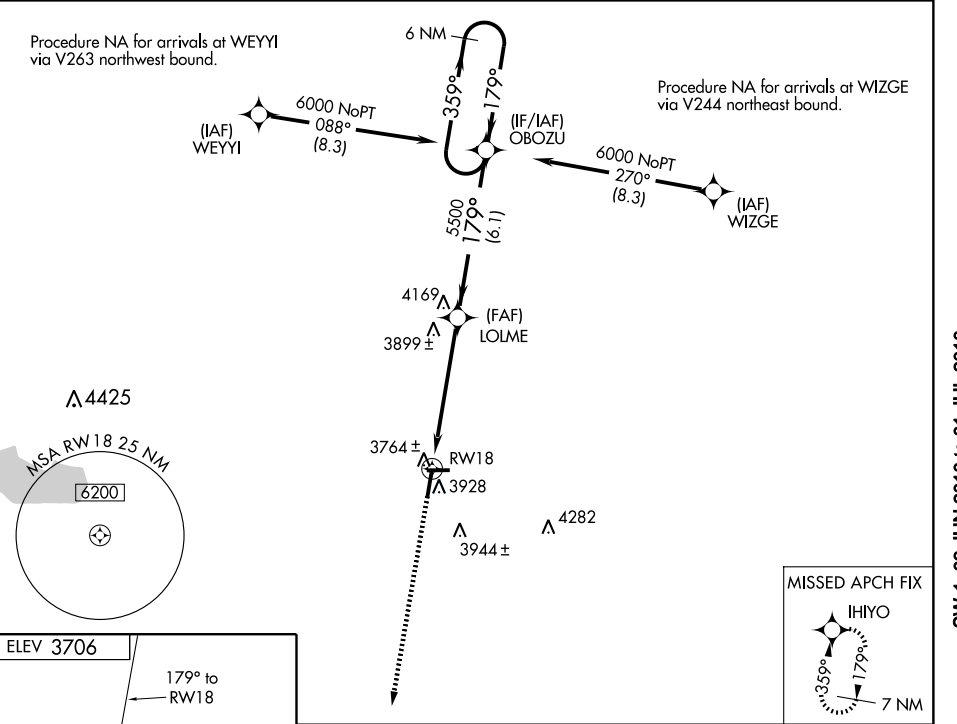 Procedure NA for arrivals at WEYYI
via V263 northwest bound.
6 NM
359°
179°
Procedure NA for arrivals at WIZGE
via V244 northeast bound.
(IAF)
WEYYI
6000 NoPT
088°
(8.3)
(IF/IAF)
OBOZU
6000 NoPT
270°
(8.3)
(IAF)
WIZGE
5500
179°
(6.1)
4169
(FAF)
LOLME
3899 ±
4425
MSA RW18 25 NM
6200
3764 ±
RW18
3928
3944 ±
4282
MISSED APCH FIX
IHIYO
359°
179°
7 NM
ELEV 3706
179° to
RW18